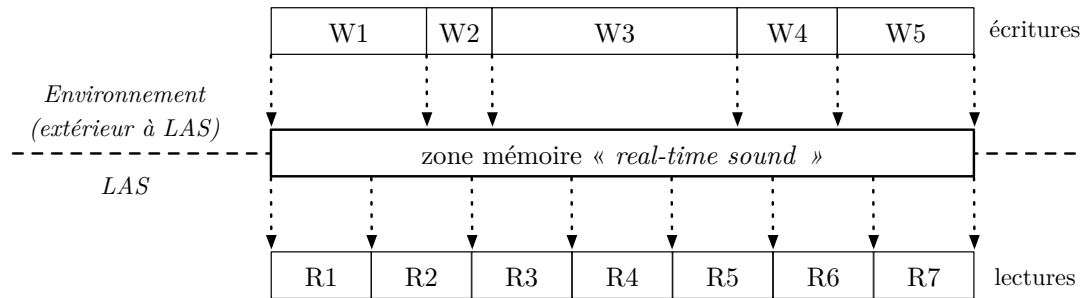 W1 W2 W3 W4 W5 écritures
Environnement
(extérieur à LAS)
zone mémoire « real-time sound »
LAS
R1 R2 R3 R4 R5 R6 R7 lectures